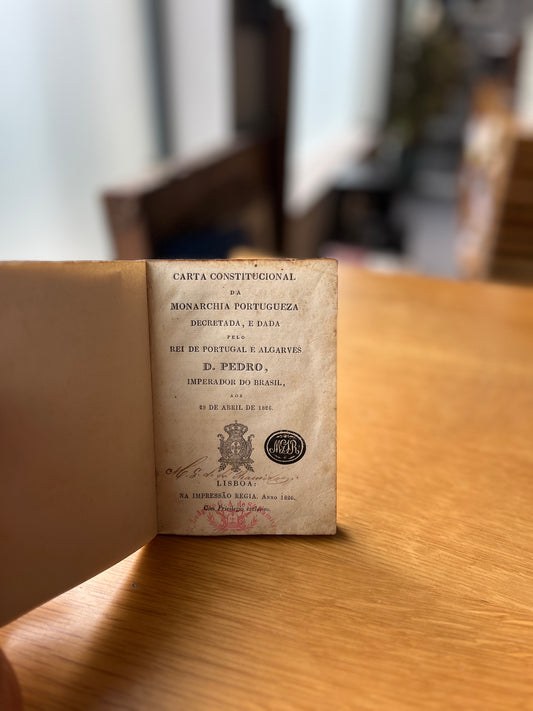 CARTA CONSTITUCIONAL
DA
MONARCHIA PORTUGUEZA
DECRETADA, E DADA
PELO
REI DE PORTUGAL E ALGARVES
D. PEDRO,
IMPERADOR DO BRASIL,
AOS
29 DE ABRIL DE 1826.
LISBOA:
NA IMPRESSÃO REGIA. ANNO 1826.
Com Privilegio exclusivo.